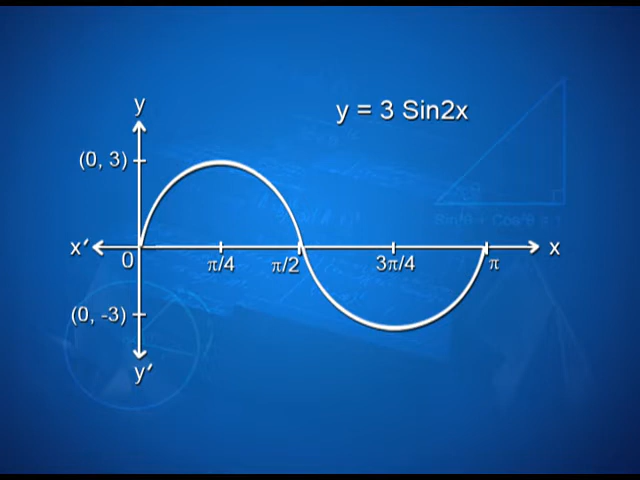 y
y = 3 Sin2x
(0, 3)
x′ 0 π/4 π/2 3π/4 π x
(0, -3)
y′